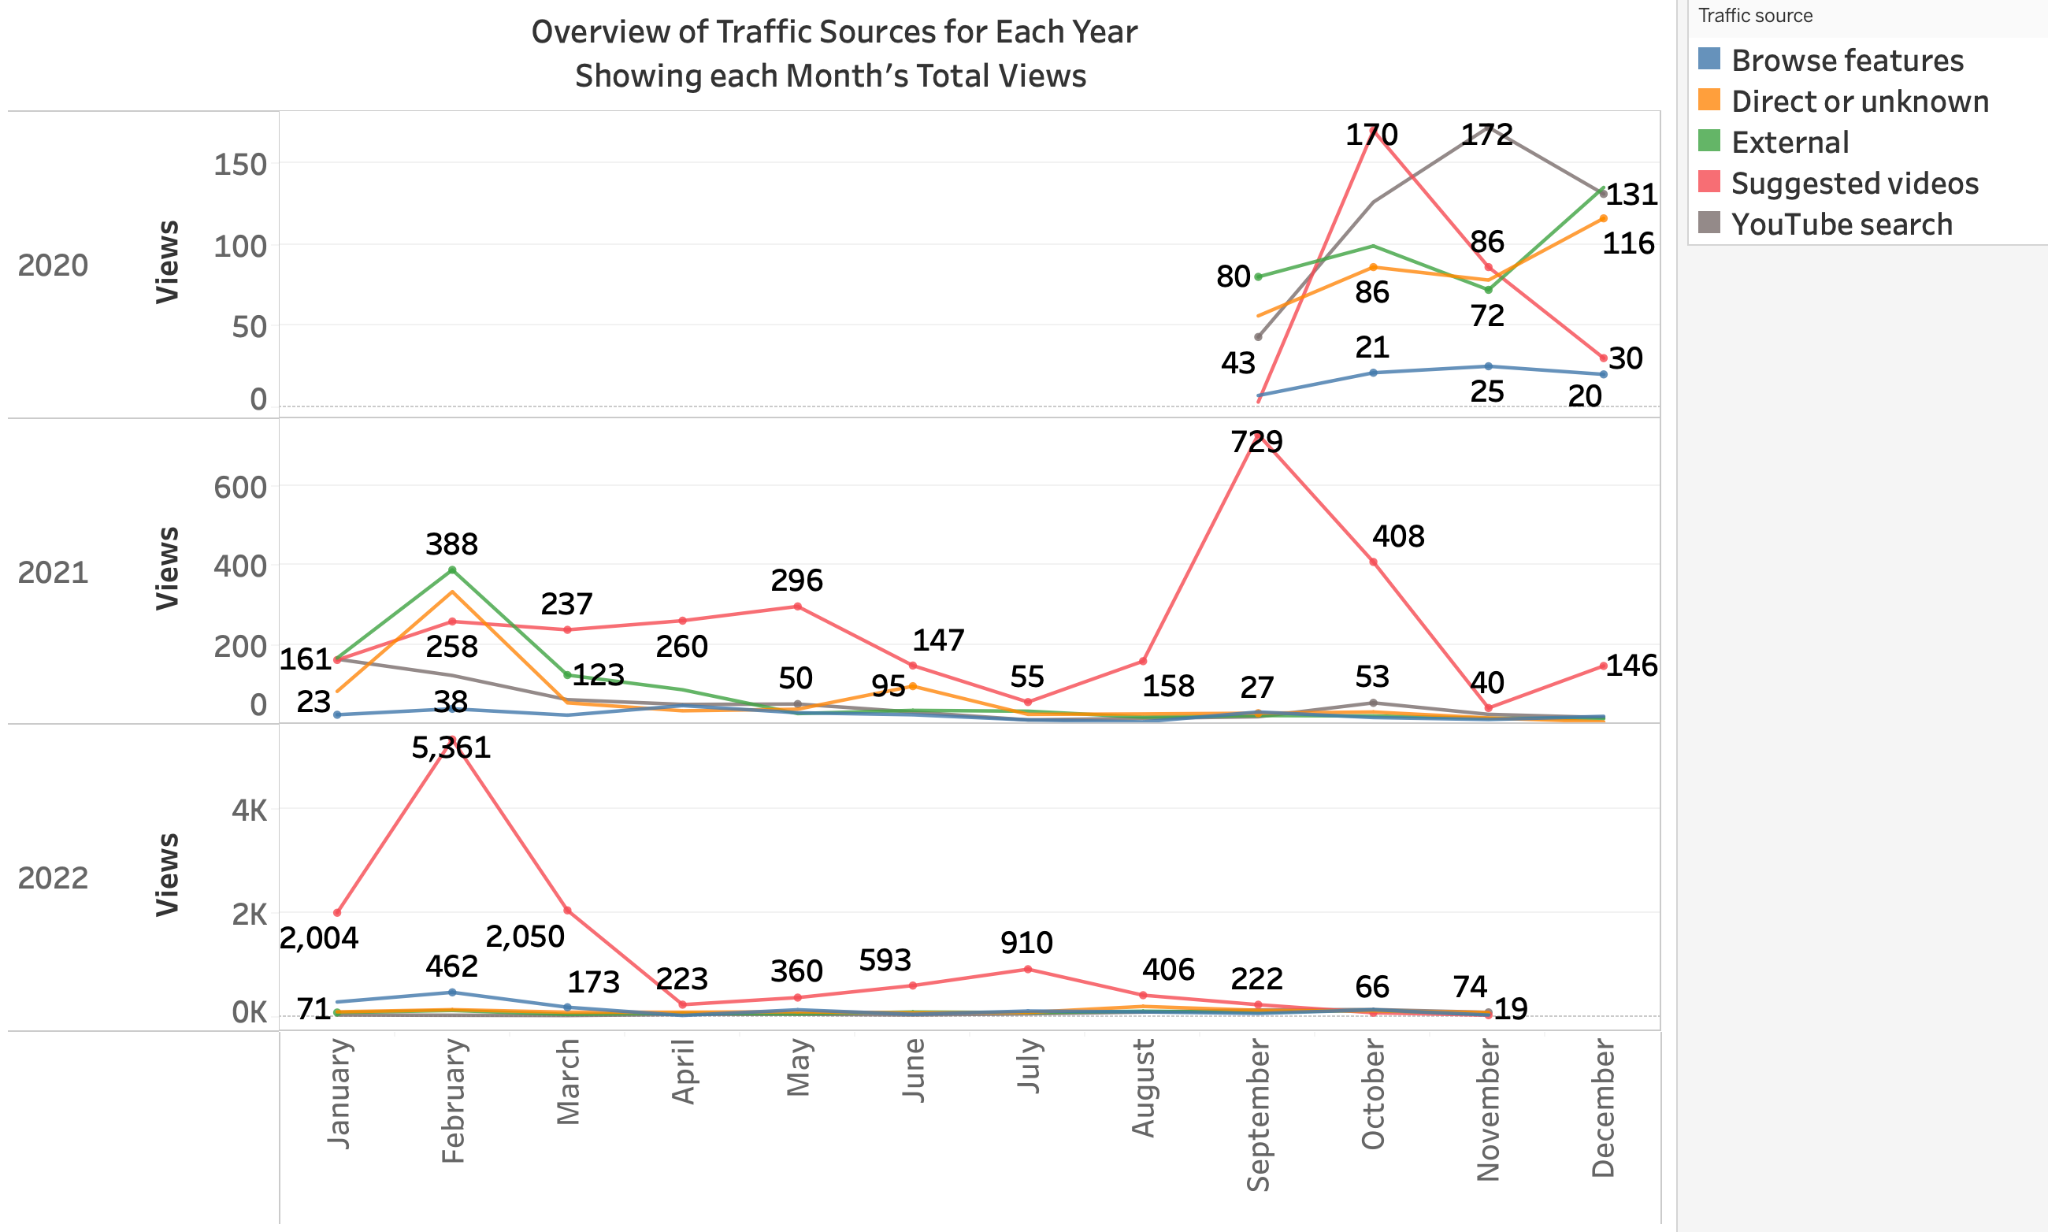 Overview of Traffic Sources for Each Year
Showing each Month's Total Views
Traffic source
Browse features
Direct or unknown
External
Suggested videos
YouTube search
2020
Views
150
100
50
0
170
172
131
116
80
86
86
72
43
21
25
30
20
2021
Views
600
400
200
0
729
408
388
296
237
258
260
161
123
147
158
146
23
38
50
95
55
27
53
40
2022
Views
4K
2K
0K
5,361
2,004
2,050
462
173
223
360
593
910
406
222
66
74
71
19
January
February
March
April
May
June
July
August
September
October
November
December